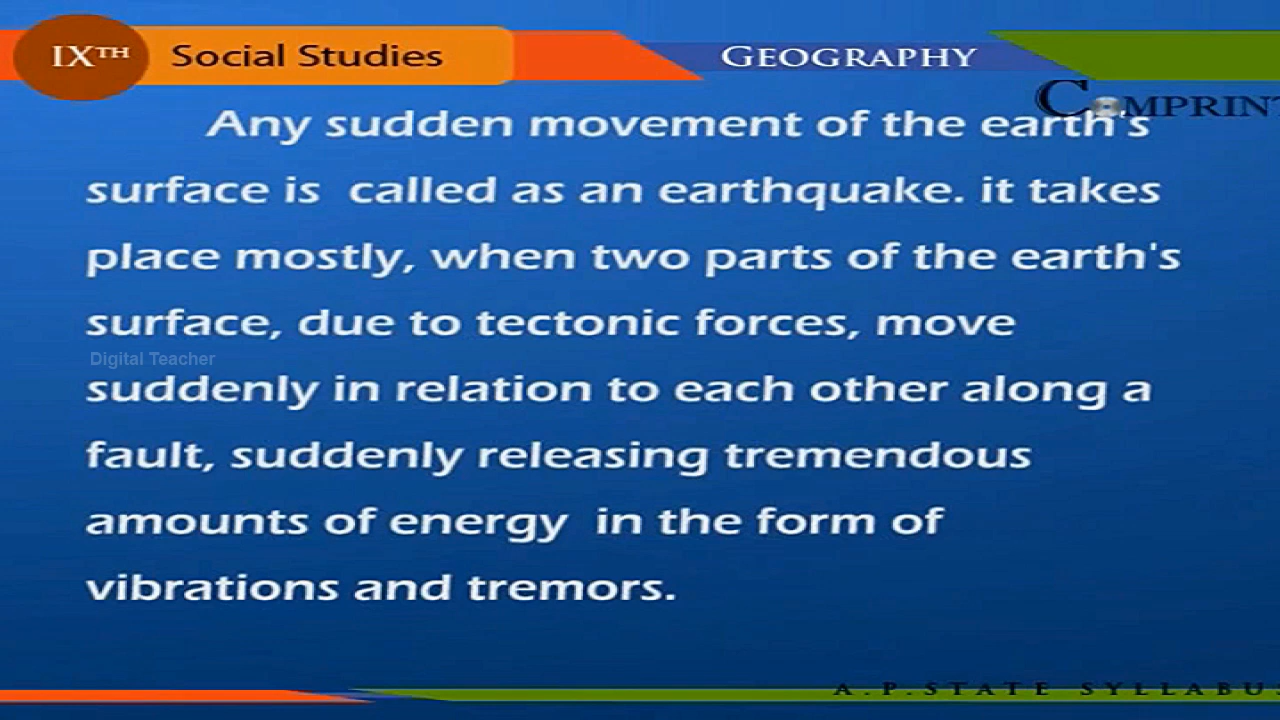 IXTH Social Studies GEOGRAPHY
COMPRINT
Any sudden movement of the earth's
surface is called as an earthquake. it takes
place mostly, when two parts of the earth's
surface, due to tectonic forces, move
Digital Teacher
suddenly in relation to each other along a
fault, suddenly releasing tremendous
amounts of energy in the form of
vibrations and tremors.
A.P.STATE SYLLABUS